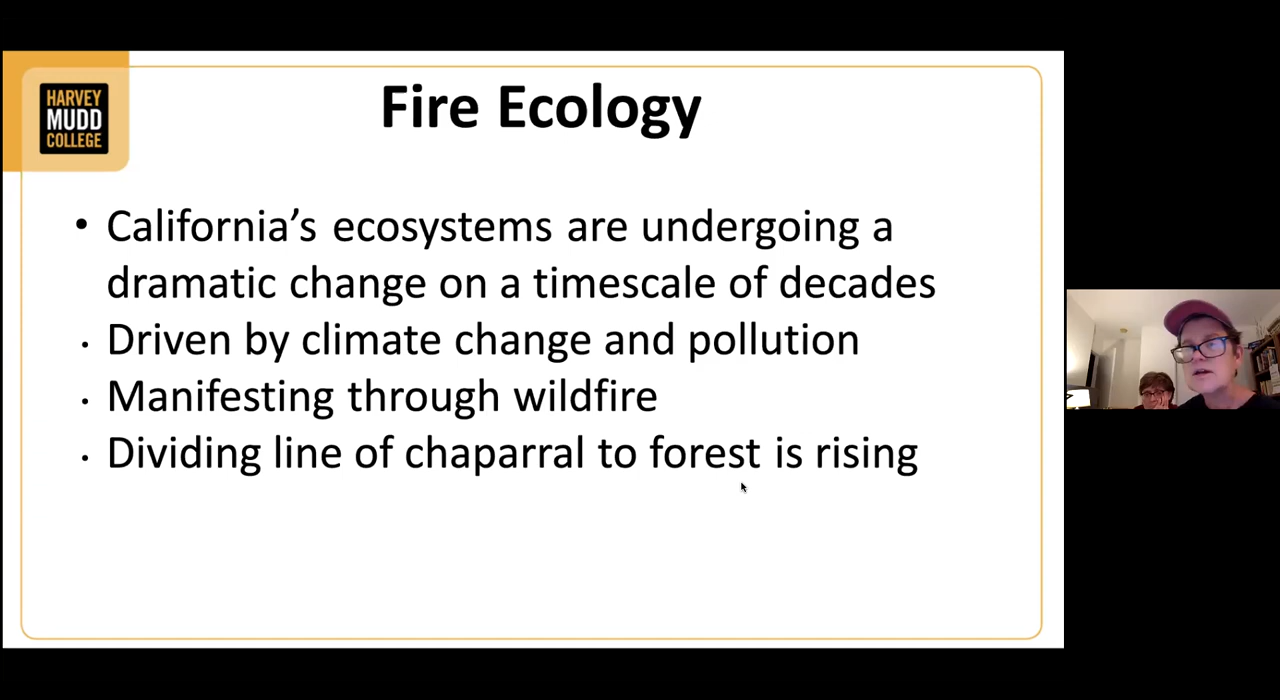 HARVEY
MUDD
COLLEGE
Fire Ecology
• California’s ecosystems are undergoing a
dramatic change on a timescale of decades
• Driven by climate change and pollution
• Manifesting through wildfire
• Dividing line of chaparral to forest is rising